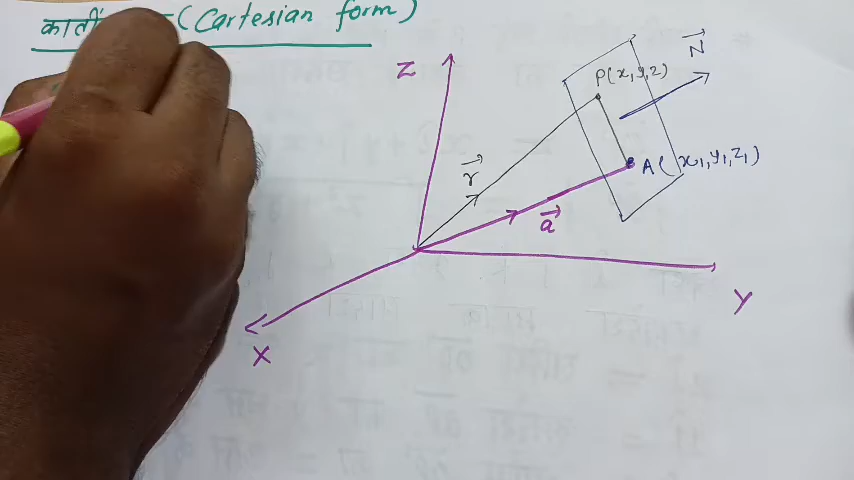 (Cartesian form)
Z
P(x, y, z)
N
r
A(x₁, y₁, z₁)
a
Y
X